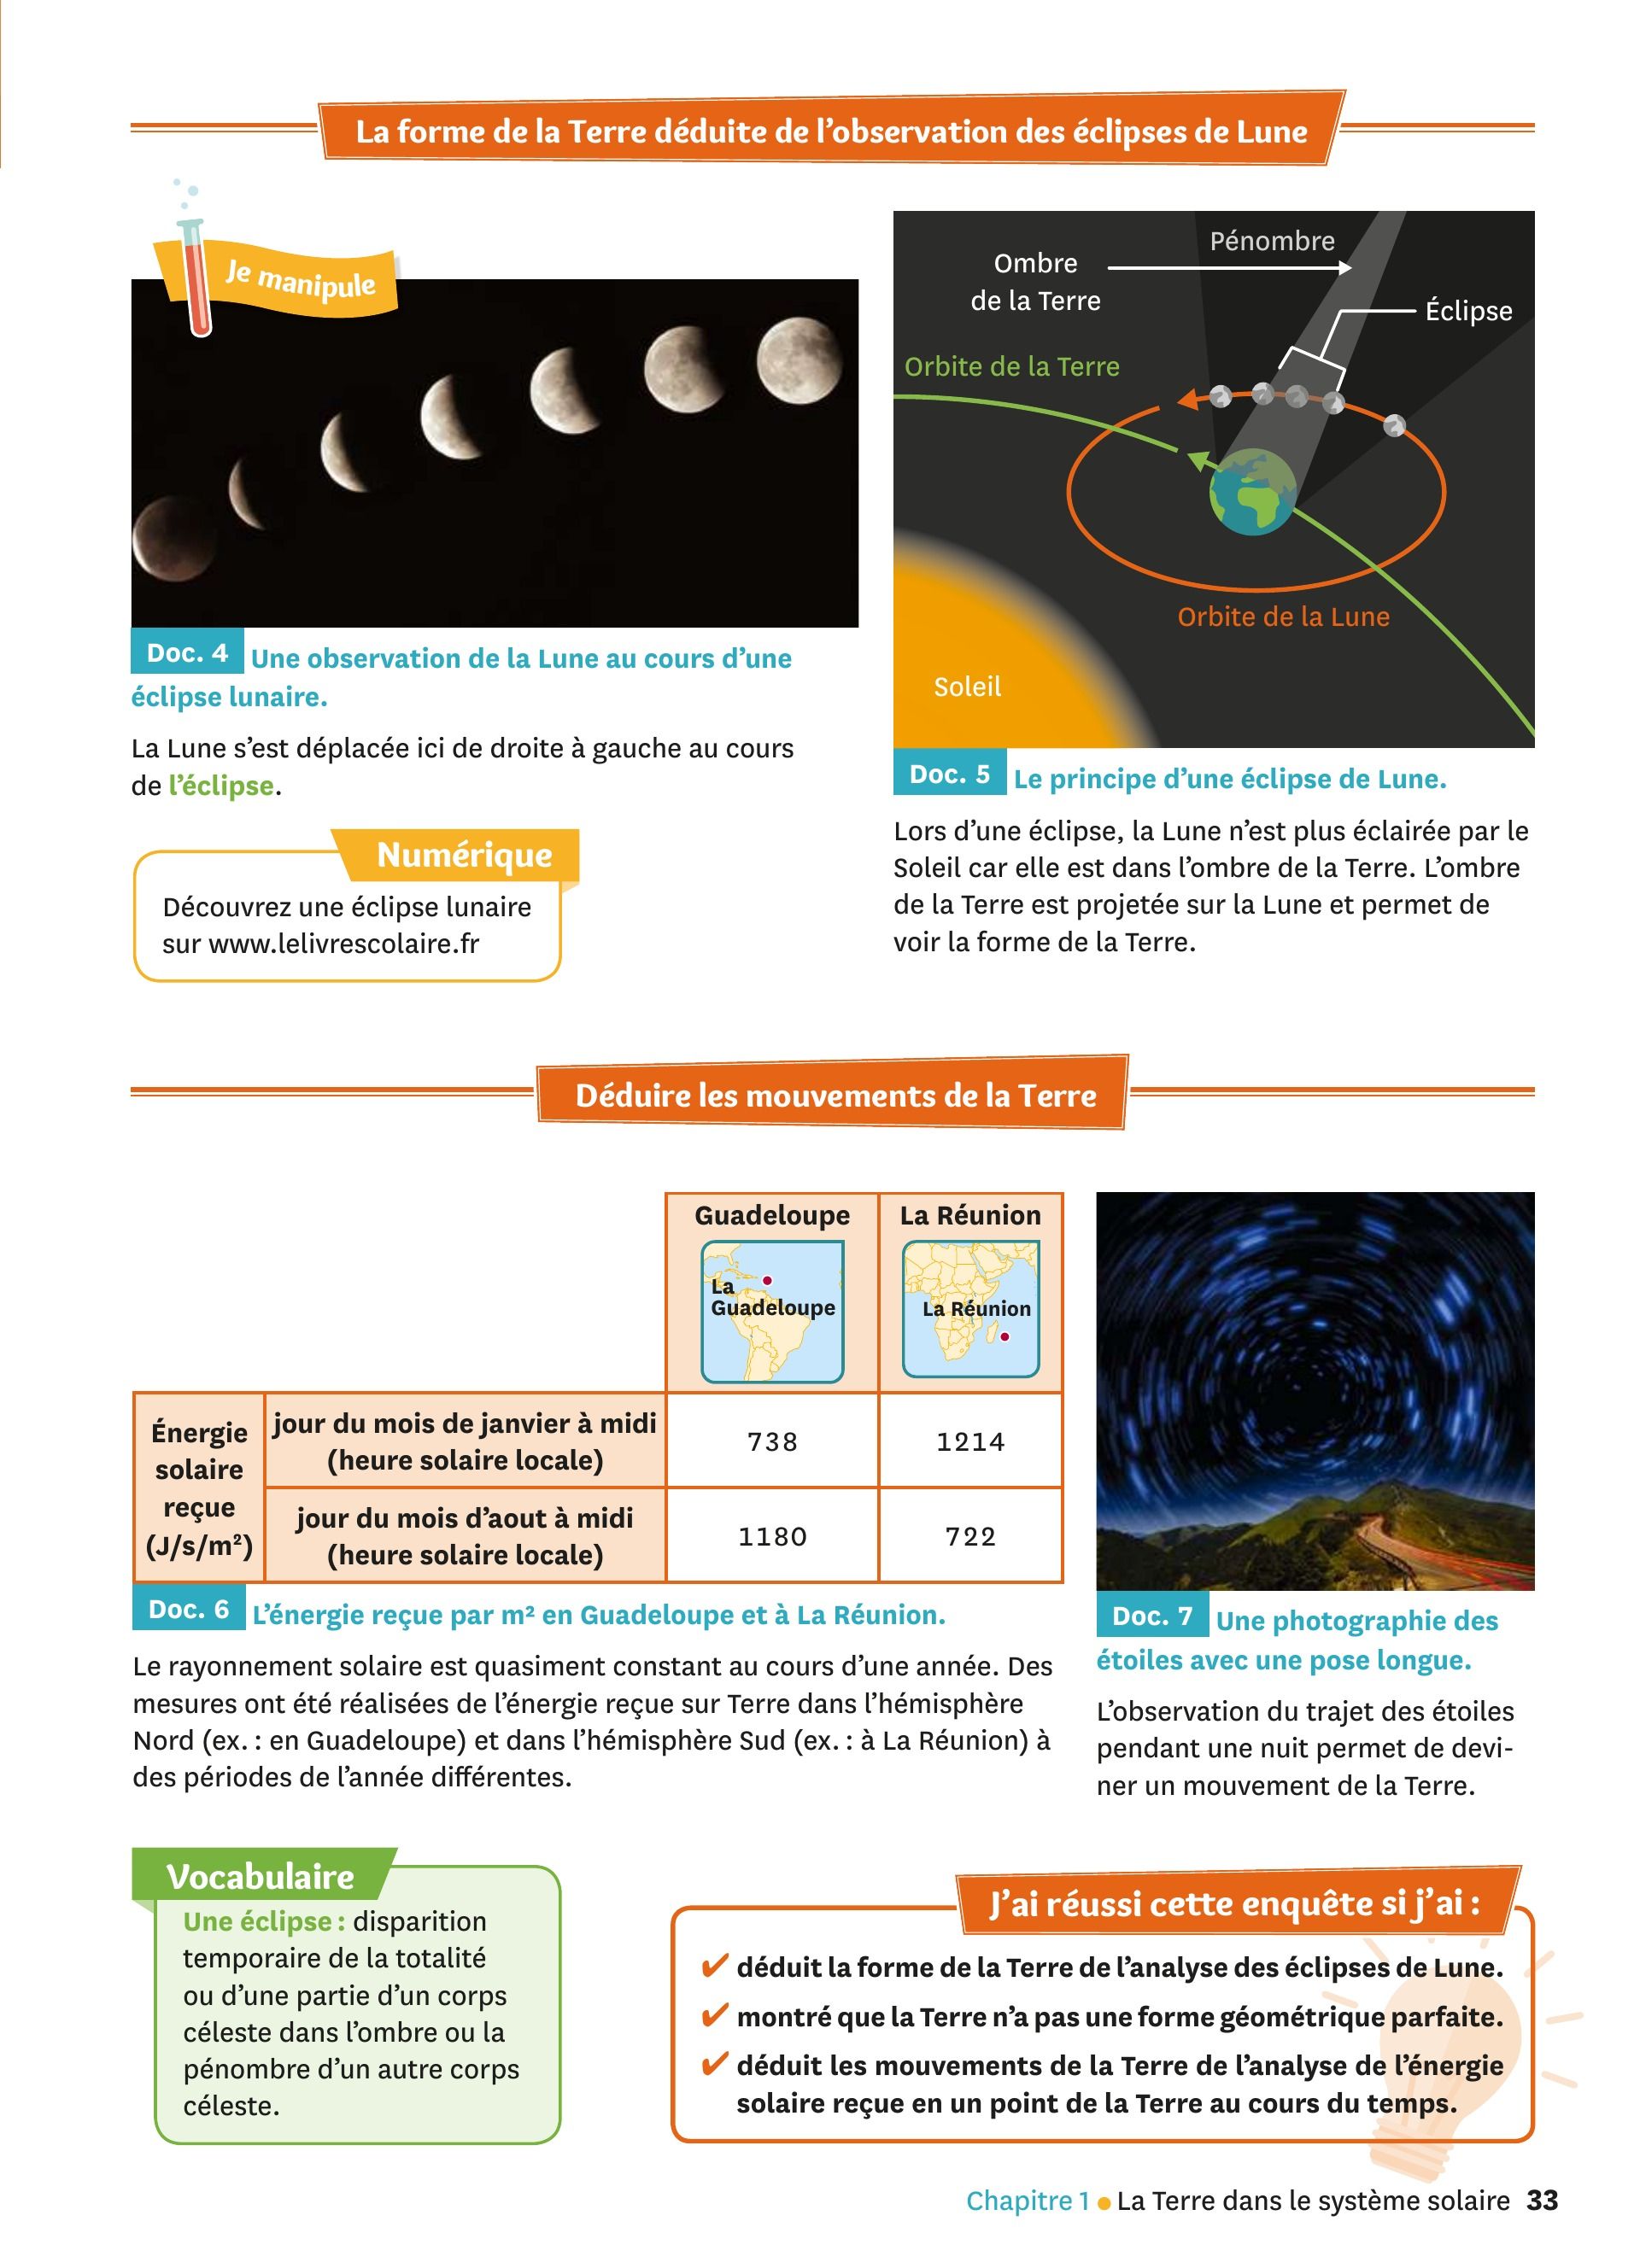 La forme de la Terre déduite de l'observation des éclipses de Lune
Je manipule
Doc. 4 Une observation de la Lune au cours d'une
éclipse lunaire.
La Lune s'est déplacée ici de droite à gauche au cours
de l'éclipse.
Numérique
Découvrez une éclipse lunaire
sur www.lelivrescolaire.fr
Pénombre
Ombre
de la Terre
Éclipse
Orbite de la Terre
Orbite de la Lune
Soleil
Doc. 5 Le principe d'une éclipse de Lune.
Lors d'une éclipse, la Lune n'est plus éclairée par le
Soleil car elle est dans l'ombre de la Terre. L'ombre
de la Terre est projetée sur la Lune et permet de
voir la forme de la Terre.
Déduire les mouvements de la Terre
Guadeloupe
La Réunion
La
Guadeloupe
La Réunion
Énergie
solaire
reçue
(J/s/m²)
jour du mois de janvier à midi
(heure solaire locale)
738
1214
jour du mois d'aout à midi
(heure solaire locale)
1180
722
Doc. 6 L'énergie reçue par m² en Guadeloupe et à La Réunion.
Le rayonnement solaire est quasiment constant au cours d'une année. Des
mesures ont été réalisées de l'énergie reçue sur Terre dans l'hémisphère
Nord (ex. : en Guadeloupe) et dans l'hémisphère Sud (ex. : à La Réunion) à
des périodes de l'année différentes.
Doc. 7 Une photographie des
étoiles avec une pose longue.
L'observation du trajet des étoiles
pendant une nuit permet de devi-
ner un mouvement de la Terre.
Vocabulaire
Une éclipse : disparition
temporaire de la totalité
ou d'une partie d'un corps
céleste dans l'ombre ou la
pénombre d'un autre corps
céleste.
J'ai réussi cette enquête si j'ai :
✔ déduit la forme de la Terre de l'analyse des éclipses de Lune.
✔ montré que la Terre n'a pas une forme géométrique parfaite.
✔ déduit les mouvements de la Terre de l'analyse de l'énergie
solaire reçue en un point de la Terre au cours du temps.
Chapitre 1 • La Terre dans le système solaire 33